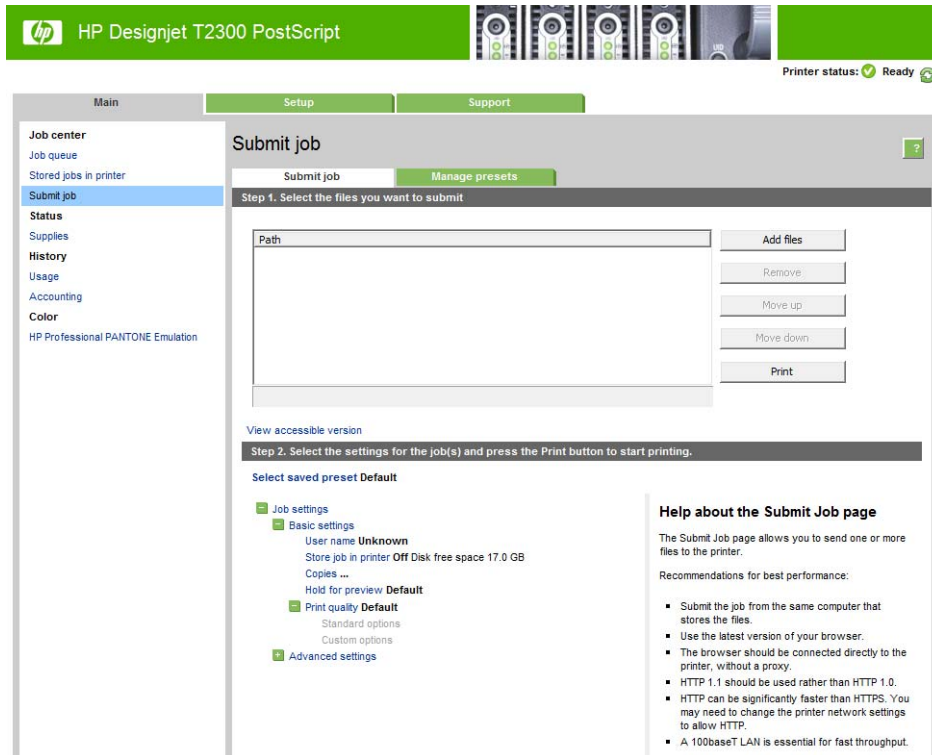 hp HP Designjet T2300 PostScript
UID
Printer status: Ready
Main Setup Support
Job center
Job queue
Stored jobs in printer
Submit job
Status
Supplies
History
Usage
Accounting
Color
HP Professional PANTONE Emulation
Submit job
?
Submit job Manage presets
Step 1. Select the files you want to submit
Path
Add files
Remove
Move up
Move down
Print
View accessible version
Step 2. Select the settings for the job(s) and press the Print button to start printing.
Select saved preset Default
Job settings
Basic settings
User name Unknown
Store job in printer Off Disk free space 17.0 GB
Copies ...
Hold for preview Default
Print quality Default
Standard options
Custom options
Advanced settings
Help about the Submit Job page
The Submit Job page allows you to send one or more
files to the printer.
Recommendations for best performance:
Submit the job from the same computer that
stores the files.
Use the latest version of your browser.
The browser should be connected directly to the
printer, without a proxy.
HTTP 1.1 should be used rather than HTTP 1.0.
HTTP can be significantly faster than HTTPS. You
may need to change the printer network settings
to allow HTTP.
A 100baseT LAN is essential for fast throughput.